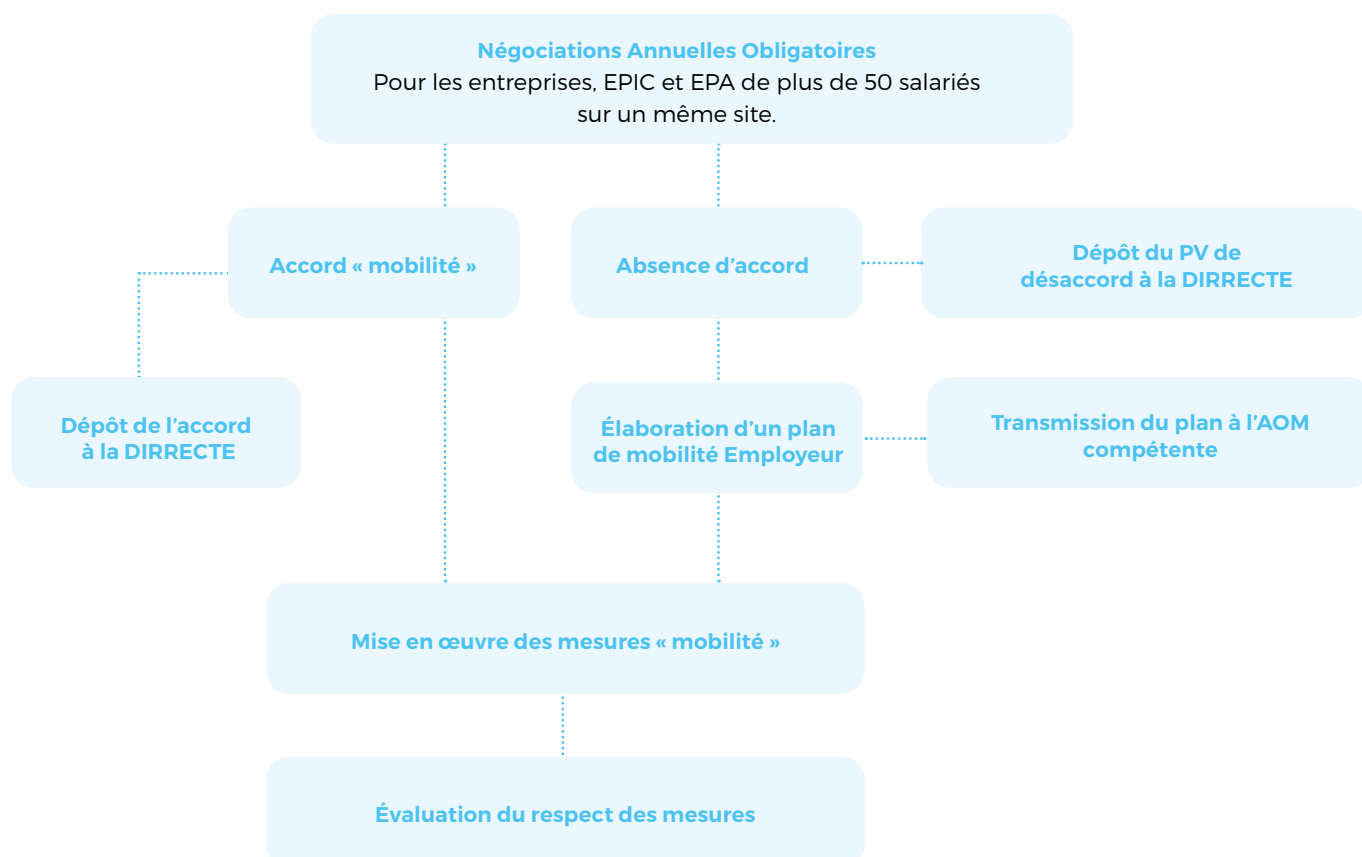 Négociations Annuelles Obligatoires
Pour les entreprises, EPIC et EPA de plus de 50 salariés
sur un même site.
Accord « mobilité »
Absence d'accord
Dépôt du PV de
désaccord à la DIRRECTE
Dépôt de l'accord
à la DIRRECTE
Élaboration d'un plan
de mobilité Employeur
Transmission du plan à l'AOM
compétente
Mise en œuvre des mesures « mobilité »
Évaluation du respect des mesures